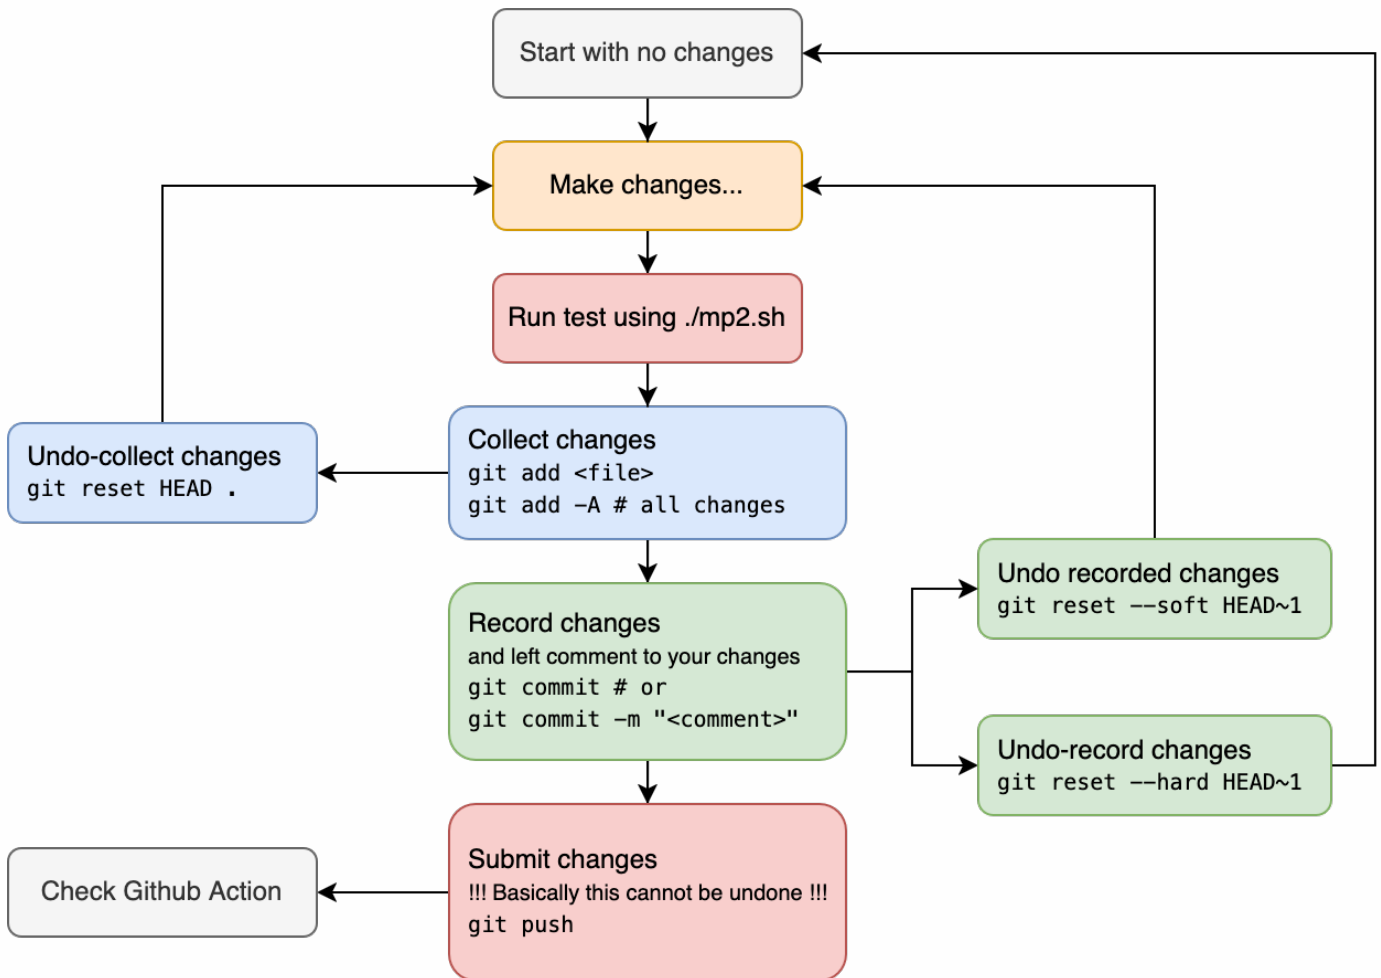 Start with no changes
Make changes...
Run test using ./mp2.sh
Collect changes
git add <file>
git add -A # all changes
Undo-collect changes
git reset HEAD .
Record changes
and left comment to your changes
git commit # or
git commit -m "<comment>"
Undo recorded changes
git reset --soft HEAD~1
Undo-record changes
git reset --hard HEAD~1
Submit changes
!!! Basically this cannot be undone !!!
git push
Check Github Action